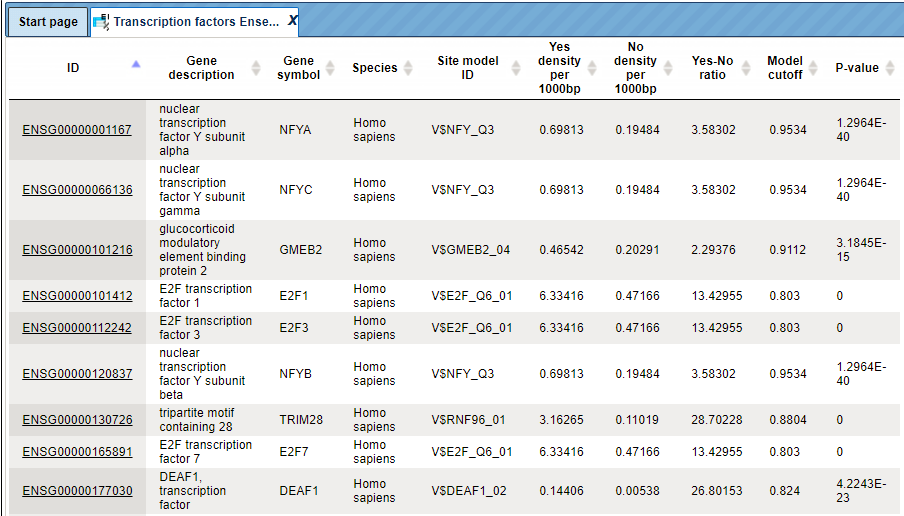 Start page
Transcription factors Ense... X
ID
Gene description
Gene symbol
Species
Site model ID
Yes density per 1000bp
No density per 1000bp
Yes-No ratio
Model cutoff
P-value
ENSG00000001167 nuclear transcription factor Y subunit alpha NFYA Homo sapiens V$NFY_Q3 0.69813 0.19484 3.58302 0.9534 1.2964E-40
ENSG00000066136 nuclear transcription factor Y subunit gamma NFYC Homo sapiens V$NFY_Q3 0.69813 0.19484 3.58302 0.9534 1.2964E-40
ENSG00000101216 glucocorticoid modulatory element binding protein 2 GMEB2 Homo sapiens V$GMEB2_04 0.46542 0.20291 2.29376 0.9112 3.1845E-15
ENSG00000101412 E2F transcription factor 1 E2F1 Homo sapiens V$E2F_Q6_01 6.33416 0.47166 13.42955 0.803 0
ENSG00000112242 E2F transcription factor 3 E2F3 Homo sapiens V$E2F_Q6_01 6.33416 0.47166 13.42955 0.803 0
ENSG00000120837 nuclear transcription factor Y subunit beta NFYB Homo sapiens V$NFY_Q3 0.69813 0.19484 3.58302 0.9534 1.2964E-40
ENSG00000130726 tripartite motif containing 28 TRIM28 Homo sapiens V$RNF96_01 3.16265 0.11019 28.70228 0.8804 0
ENSG00000165891 E2F transcription factor 7 E2F7 Homo sapiens V$E2F_Q6_01 6.33416 0.47166 13.42955 0.803 0
ENSG00000177030 DEAF1, transcription factor DEAF1 Homo sapiens V$DEAF1_02 0.14406 0.00538 26.80153 0.824 4.2243E-23